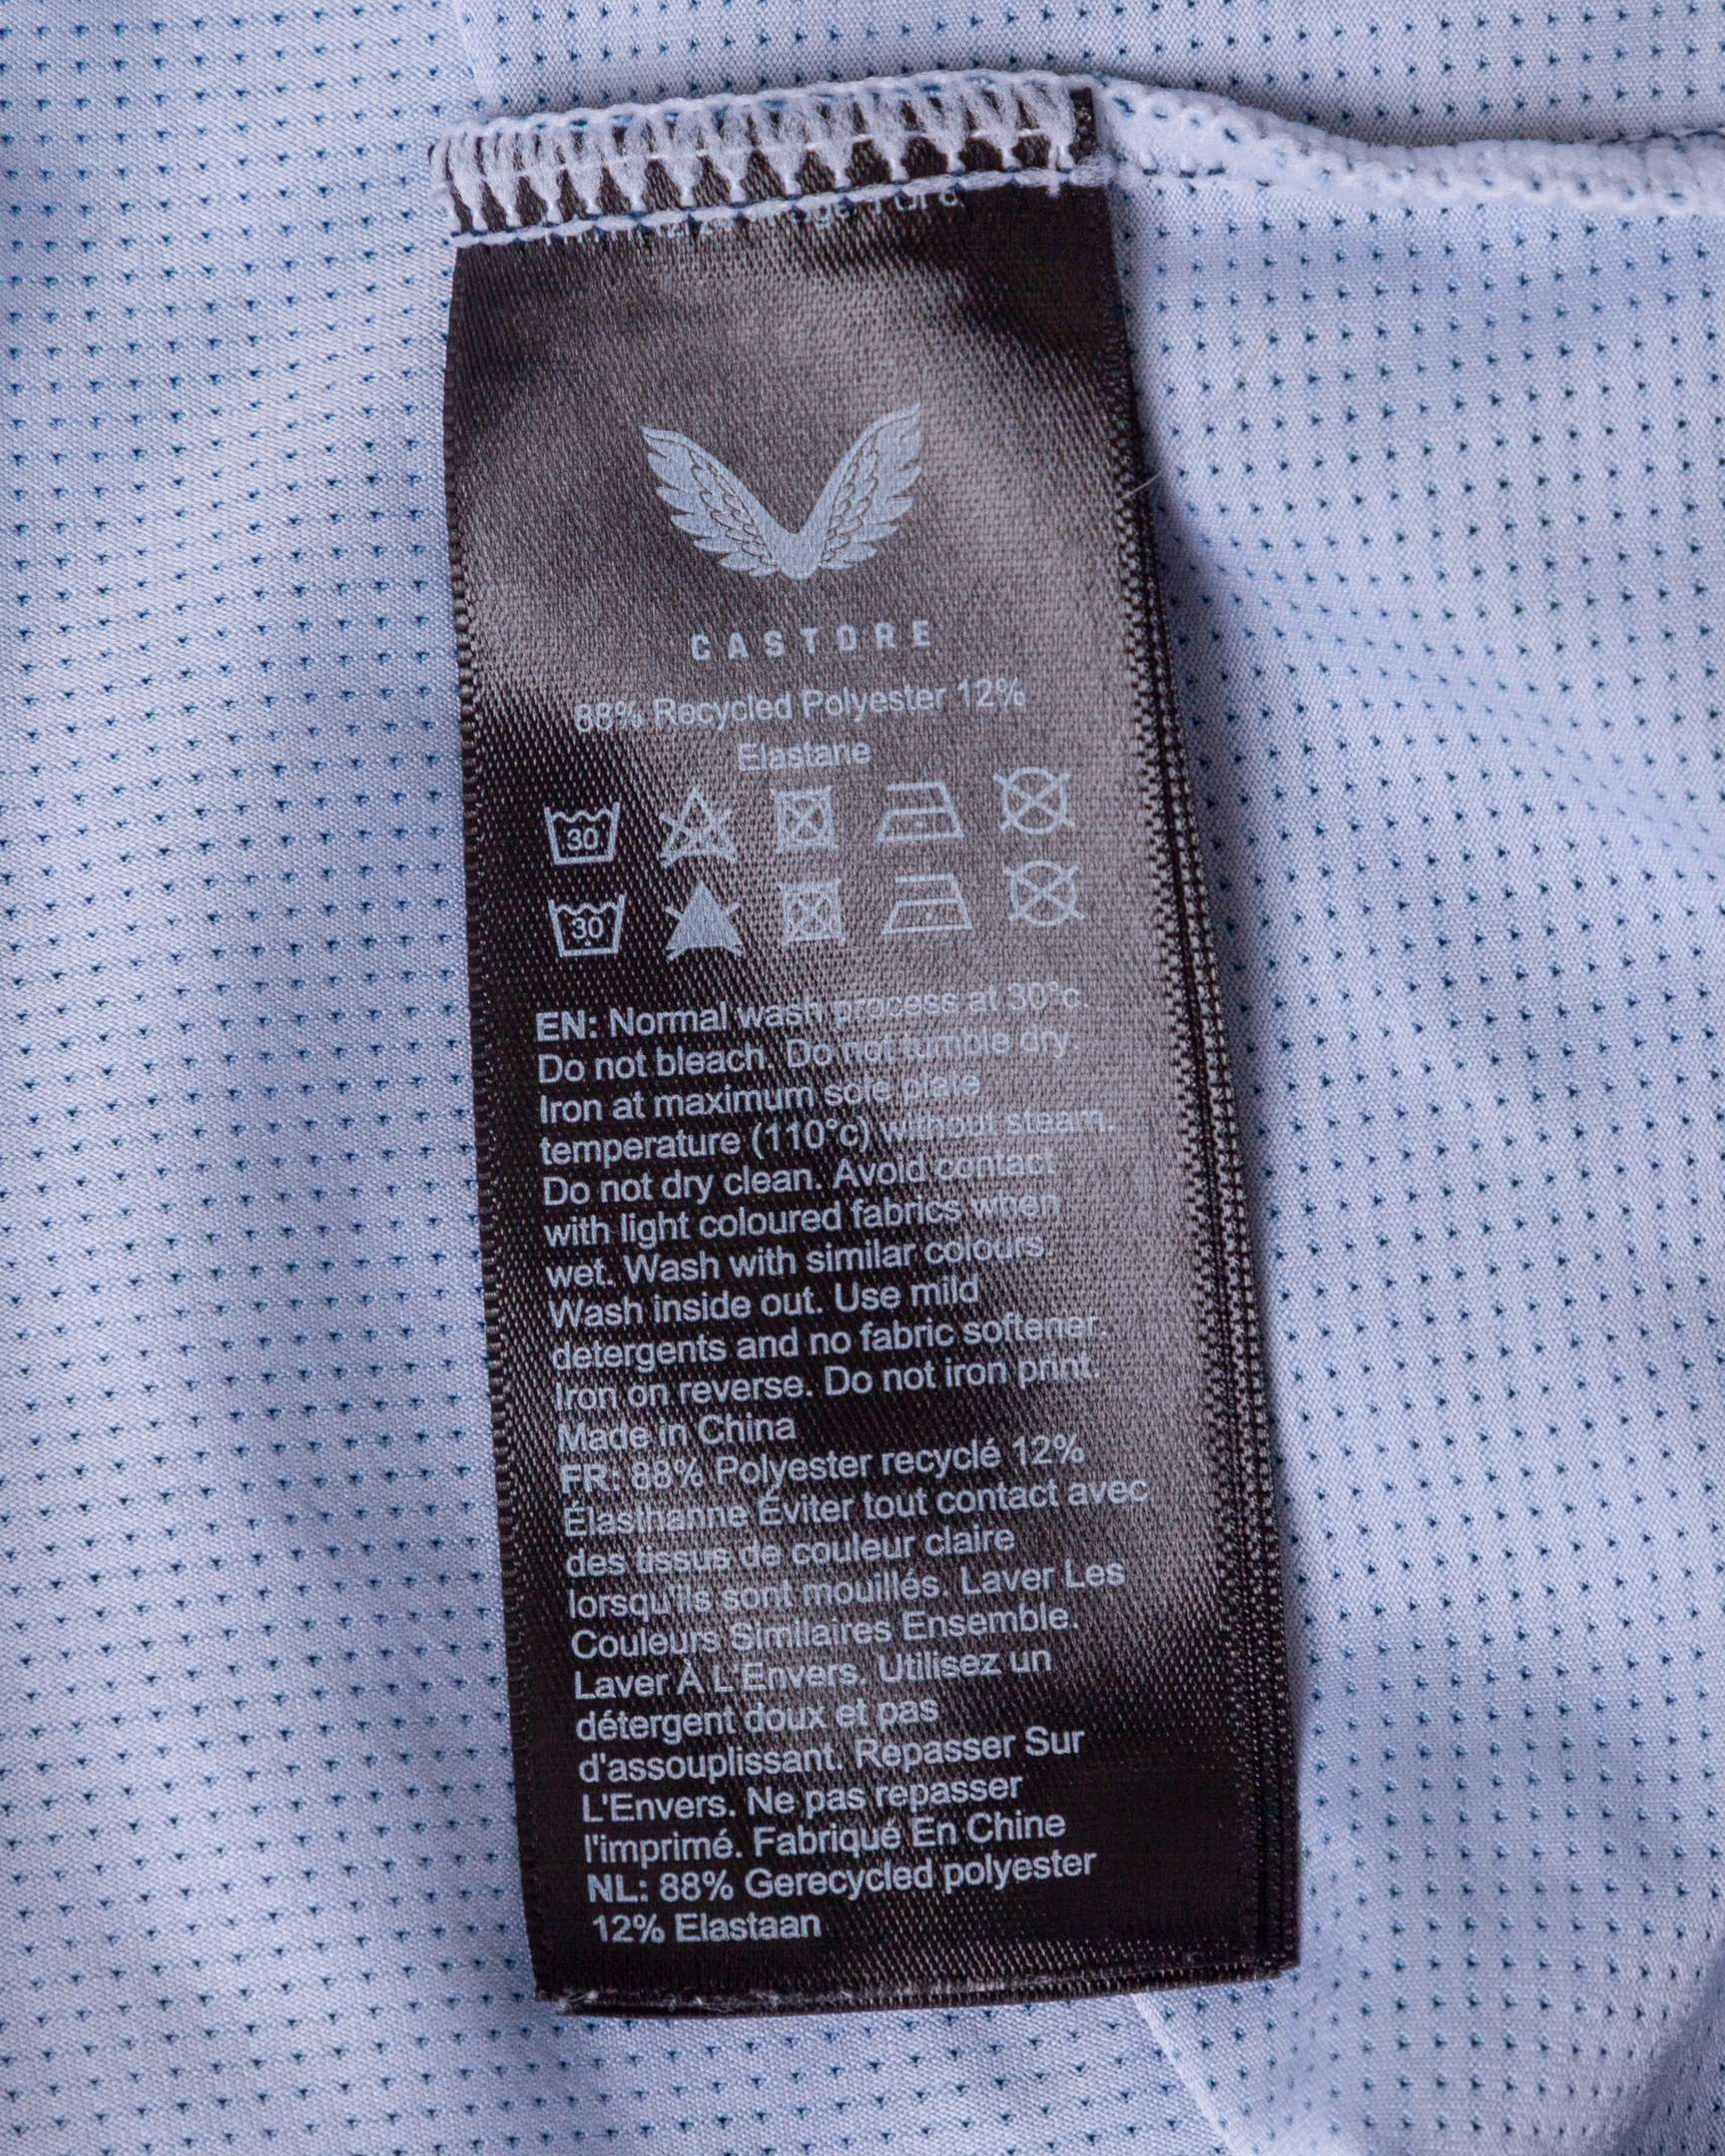 CASTORE
88% Recycled Polyester 12%
Elastane
30
30
EN: Normal wash process at 30°c.
Do not bleach. Do not tumble dry.
Iron at maximum sole plate
temperature (110°c) without steam.
Do not dry clean. Avoid contact
with light coloured fabrics when
wet. Wash with similar colours.
Wash inside out. Use mild
detergents and no fabric softener.
Iron on reverse. Do not iron print.
Made in China
FR: 88% Polyester recyclé 12%
Élasthanne Éviter tout contact avec
des tissus de couleur claire
lorsqu'ils sont mouillés. Laver Les
Couleurs Similaires Ensemble.
Laver À L'Envers. Utilisez un
détergent doux et pas
d'assouplissant. Repasser Sur
L'Envers. Ne pas repasser
l'imprimé. Fabriqué En Chine
NL: 88% Gerecycled polyester
12% Elastaan